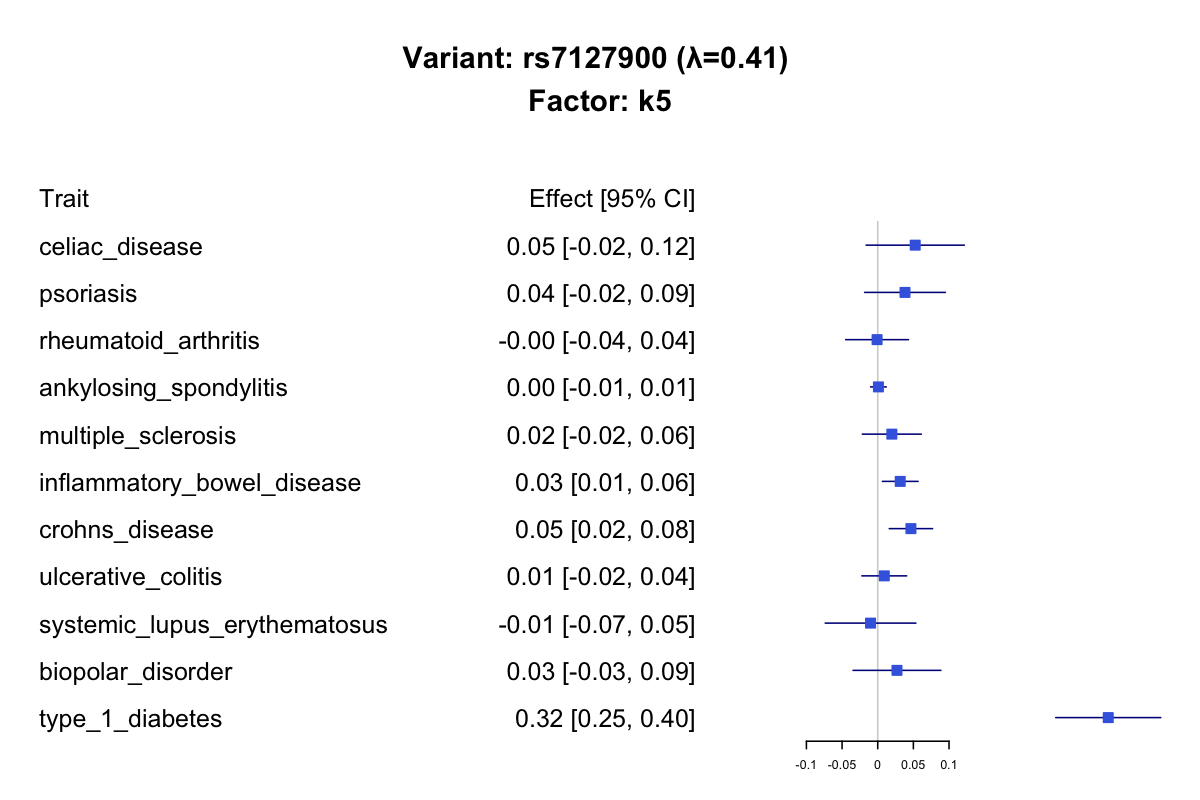 Variant: rs7127900 (λ=0.41)
Factor: k5
Trait Effect [95% CI]
celiac_disease 0.05 [-0.02, 0.12]
psoriasis 0.04 [-0.02, 0.09]
rheumatoid_arthritis -0.00 [-0.04, 0.04]
ankylosing_spondylitis 0.00 [-0.01, 0.01]
multiple_sclerosis 0.02 [-0.02, 0.06]
inflammatory_bowel_disease 0.03 [0.01, 0.06]
crohns_disease 0.05 [0.02, 0.08]
ulcerative_colitis 0.01 [-0.02, 0.04]
systemic_lupus_erythematosus -0.01 [-0.07, 0.05]
biopolar_disorder 0.03 [-0.03, 0.09]
type_1_diabetes 0.32 [0.25, 0.40]
-0.1 -0.05 0 0.05 0.1